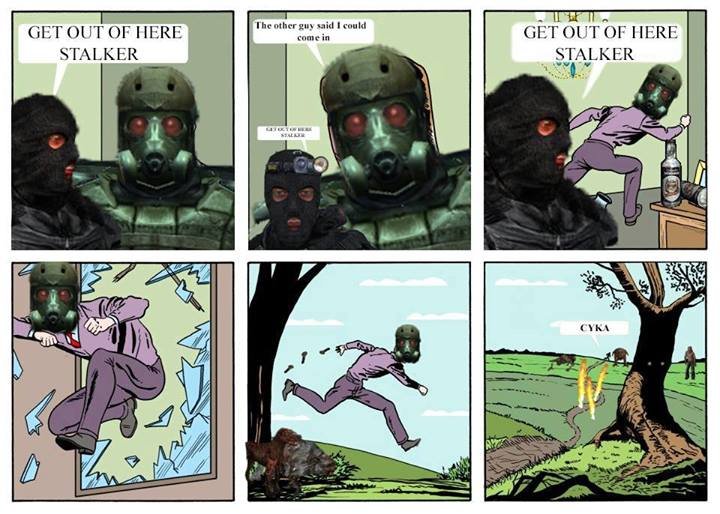 GET OUT OF HERE
STALKER
The other guy said I could
come in
GET OUT OF HERE
STALKER
GET OUT OF HERE
STALKER
CYKA